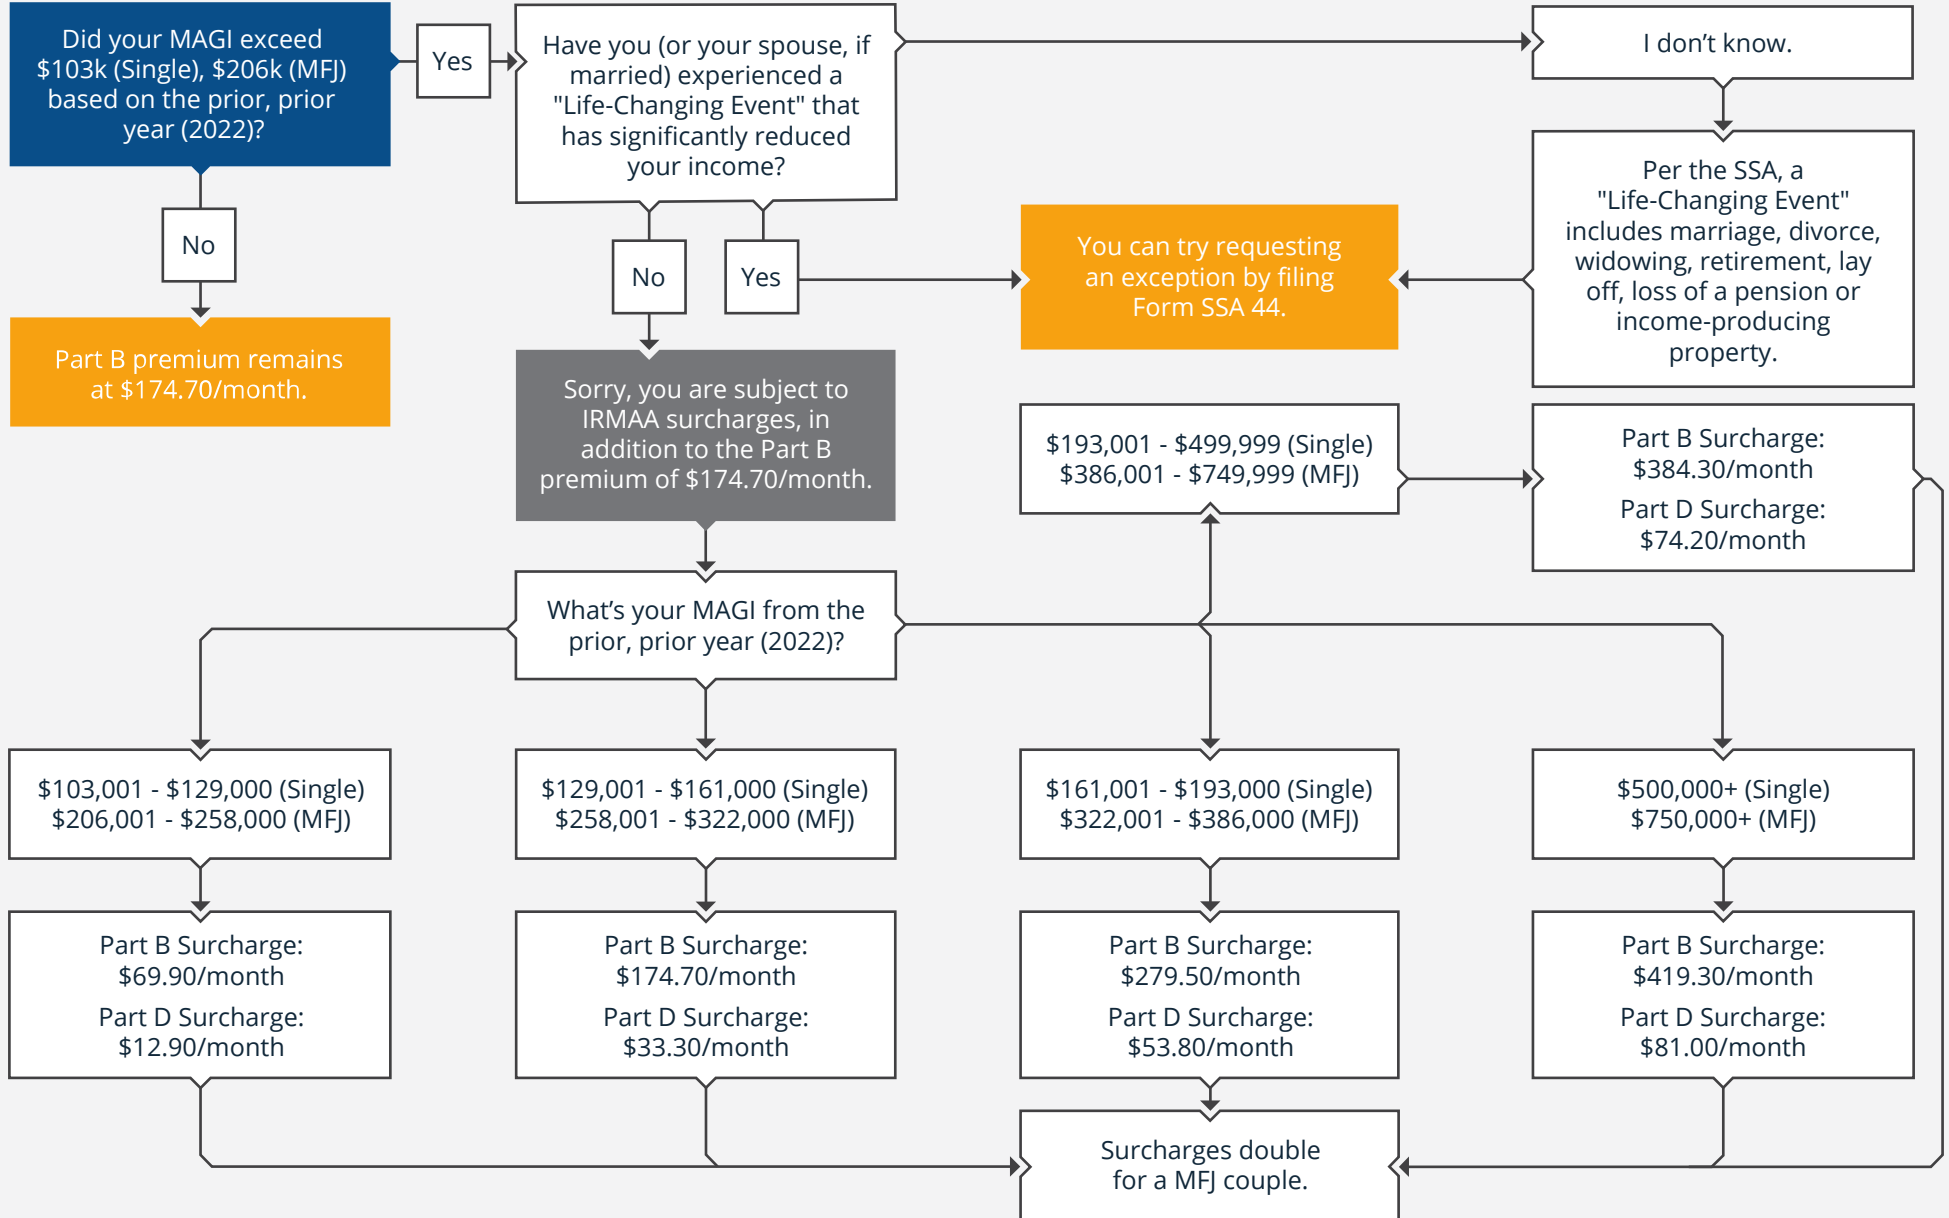 Did your MAGI exceed
$103k (Single), $206k (MFJ)
based on the prior, prior
year (2022)?
Yes
Have you (or your spouse, if
married) experienced a
"Life-Changing Event" that
has significantly reduced
your income?
I don’t know.
Per the SSA, a
"Life-Changing Event"
includes marriage, divorce,
widowing, retirement, lay
off, loss of a pension or
income-producing
property.
No
No
Yes
You can try requesting
an exception by filing
Form SSA 44.
Part B premium remains
at $174.70/month.
Sorry, you are subject to
IRMAA surcharges, in
addition to the Part B
premium of $174.70/month.
$193,001 - $499,999 (Single)
$386,001 - $749,999 (MFJ)
Part B Surcharge:
$384.30/month
Part D Surcharge:
$74.20/month
What’s your MAGI from the
prior, prior year (2022)?
$103,001 - $129,000 (Single)
$206,001 - $258,000 (MFJ)
$129,001 - $161,000 (Single)
$258,001 - $322,000 (MFJ)
$161,001 - $193,000 (Single)
$322,001 - $386,000 (MFJ)
$500,000+ (Single)
$750,000+ (MFJ)
Part B Surcharge:
$69.90/month
Part D Surcharge:
$12.90/month
Part B Surcharge:
$174.70/month
Part D Surcharge:
$33.30/month
Part B Surcharge:
$279.50/month
Part D Surcharge:
$53.80/month
Part B Surcharge:
$419.30/month
Part D Surcharge:
$81.00/month
Surcharges double
for a MFJ couple.